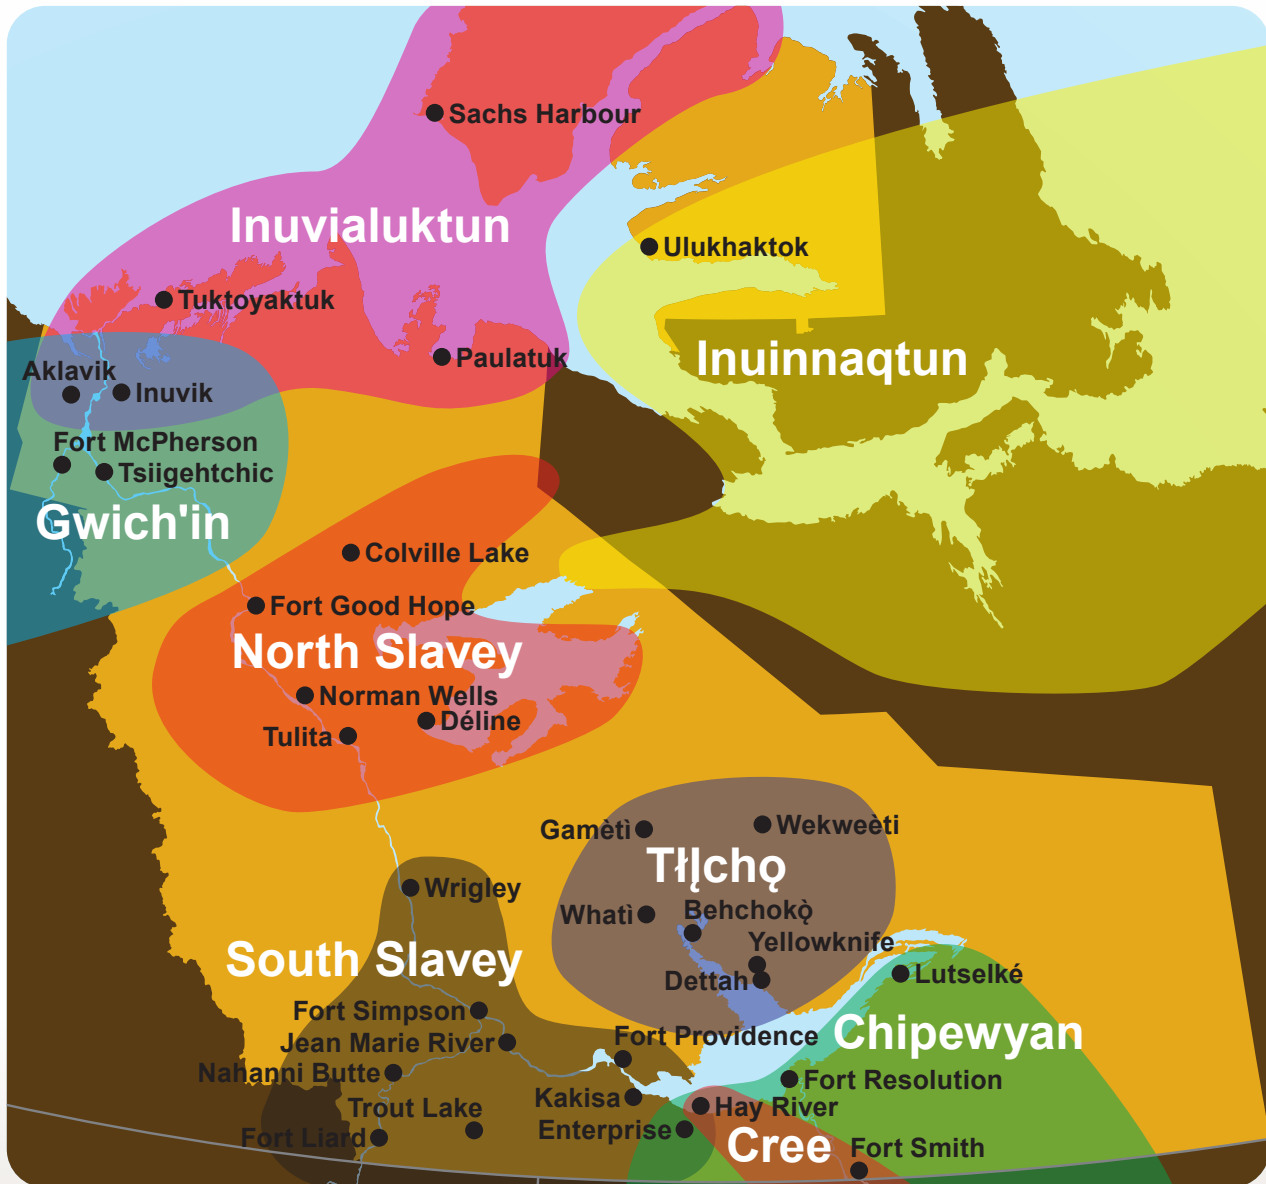 Sachs Harbour
Inuvialuktun
Ulukhaktok
Tuktoyaktuk
Paulatuk
Inuinnaqtun
Aklavik
Inuvik
Fort McPherson
Tsiigehtchic
Gwich'in
Colville Lake
Fort Good Hope
North Slavey
Norman Wells
Déline
Tulita
Gamètì
Wekweèti
Tłı̨chǫ
Wrigley
Whatì
Behchokǫ̀
Yellowknife
South Slavey
Dettah
Lutselké
Fort Simpson
Chipewyan
Fort Providence
Jean Marie River
Nahanni Butte
Fort Resolution
Kakisa
Trout Lake
Hay River
Enterprise
Fort Liard
Cree
Fort Smith